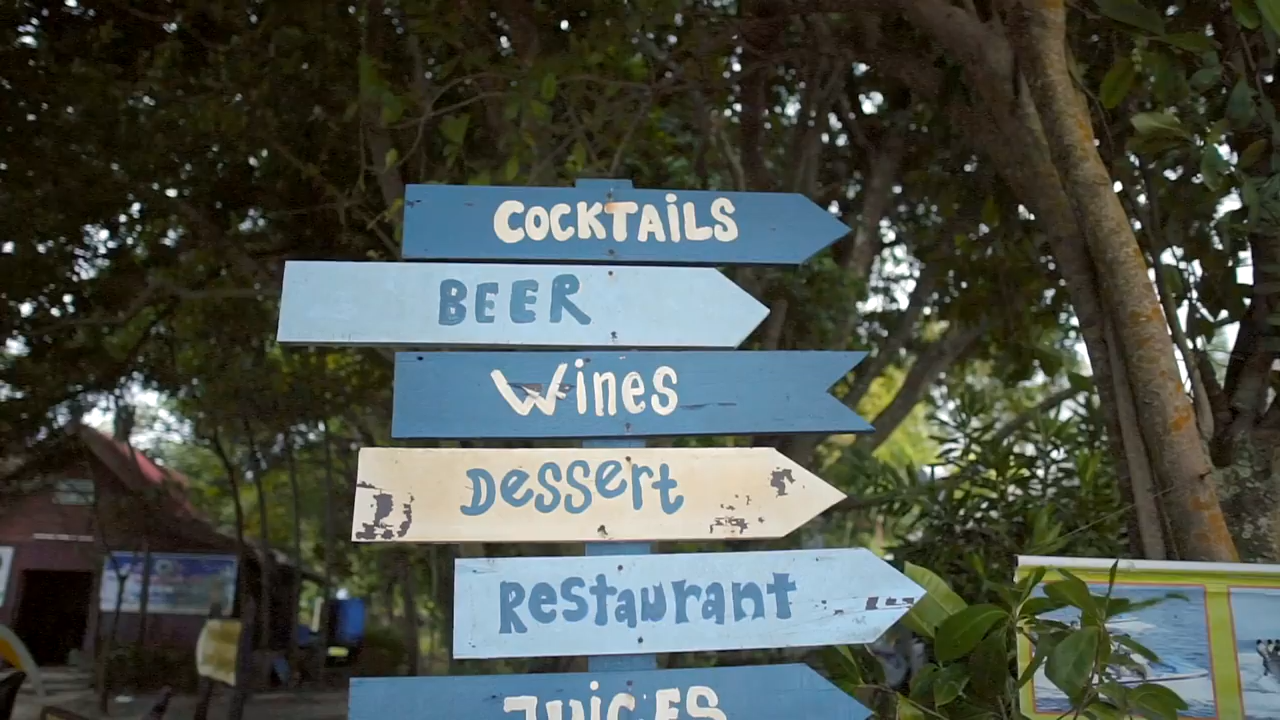 COCKTAiLS
BEER
Wines
Dessert
Restaurant
JUiCES